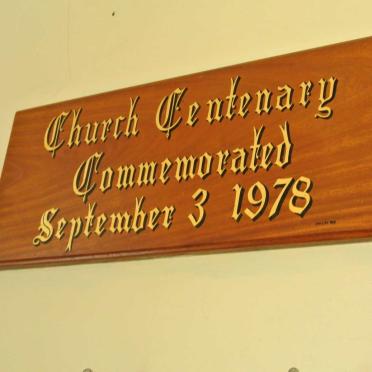 Church Centenary
Commemorated
September 3 1978